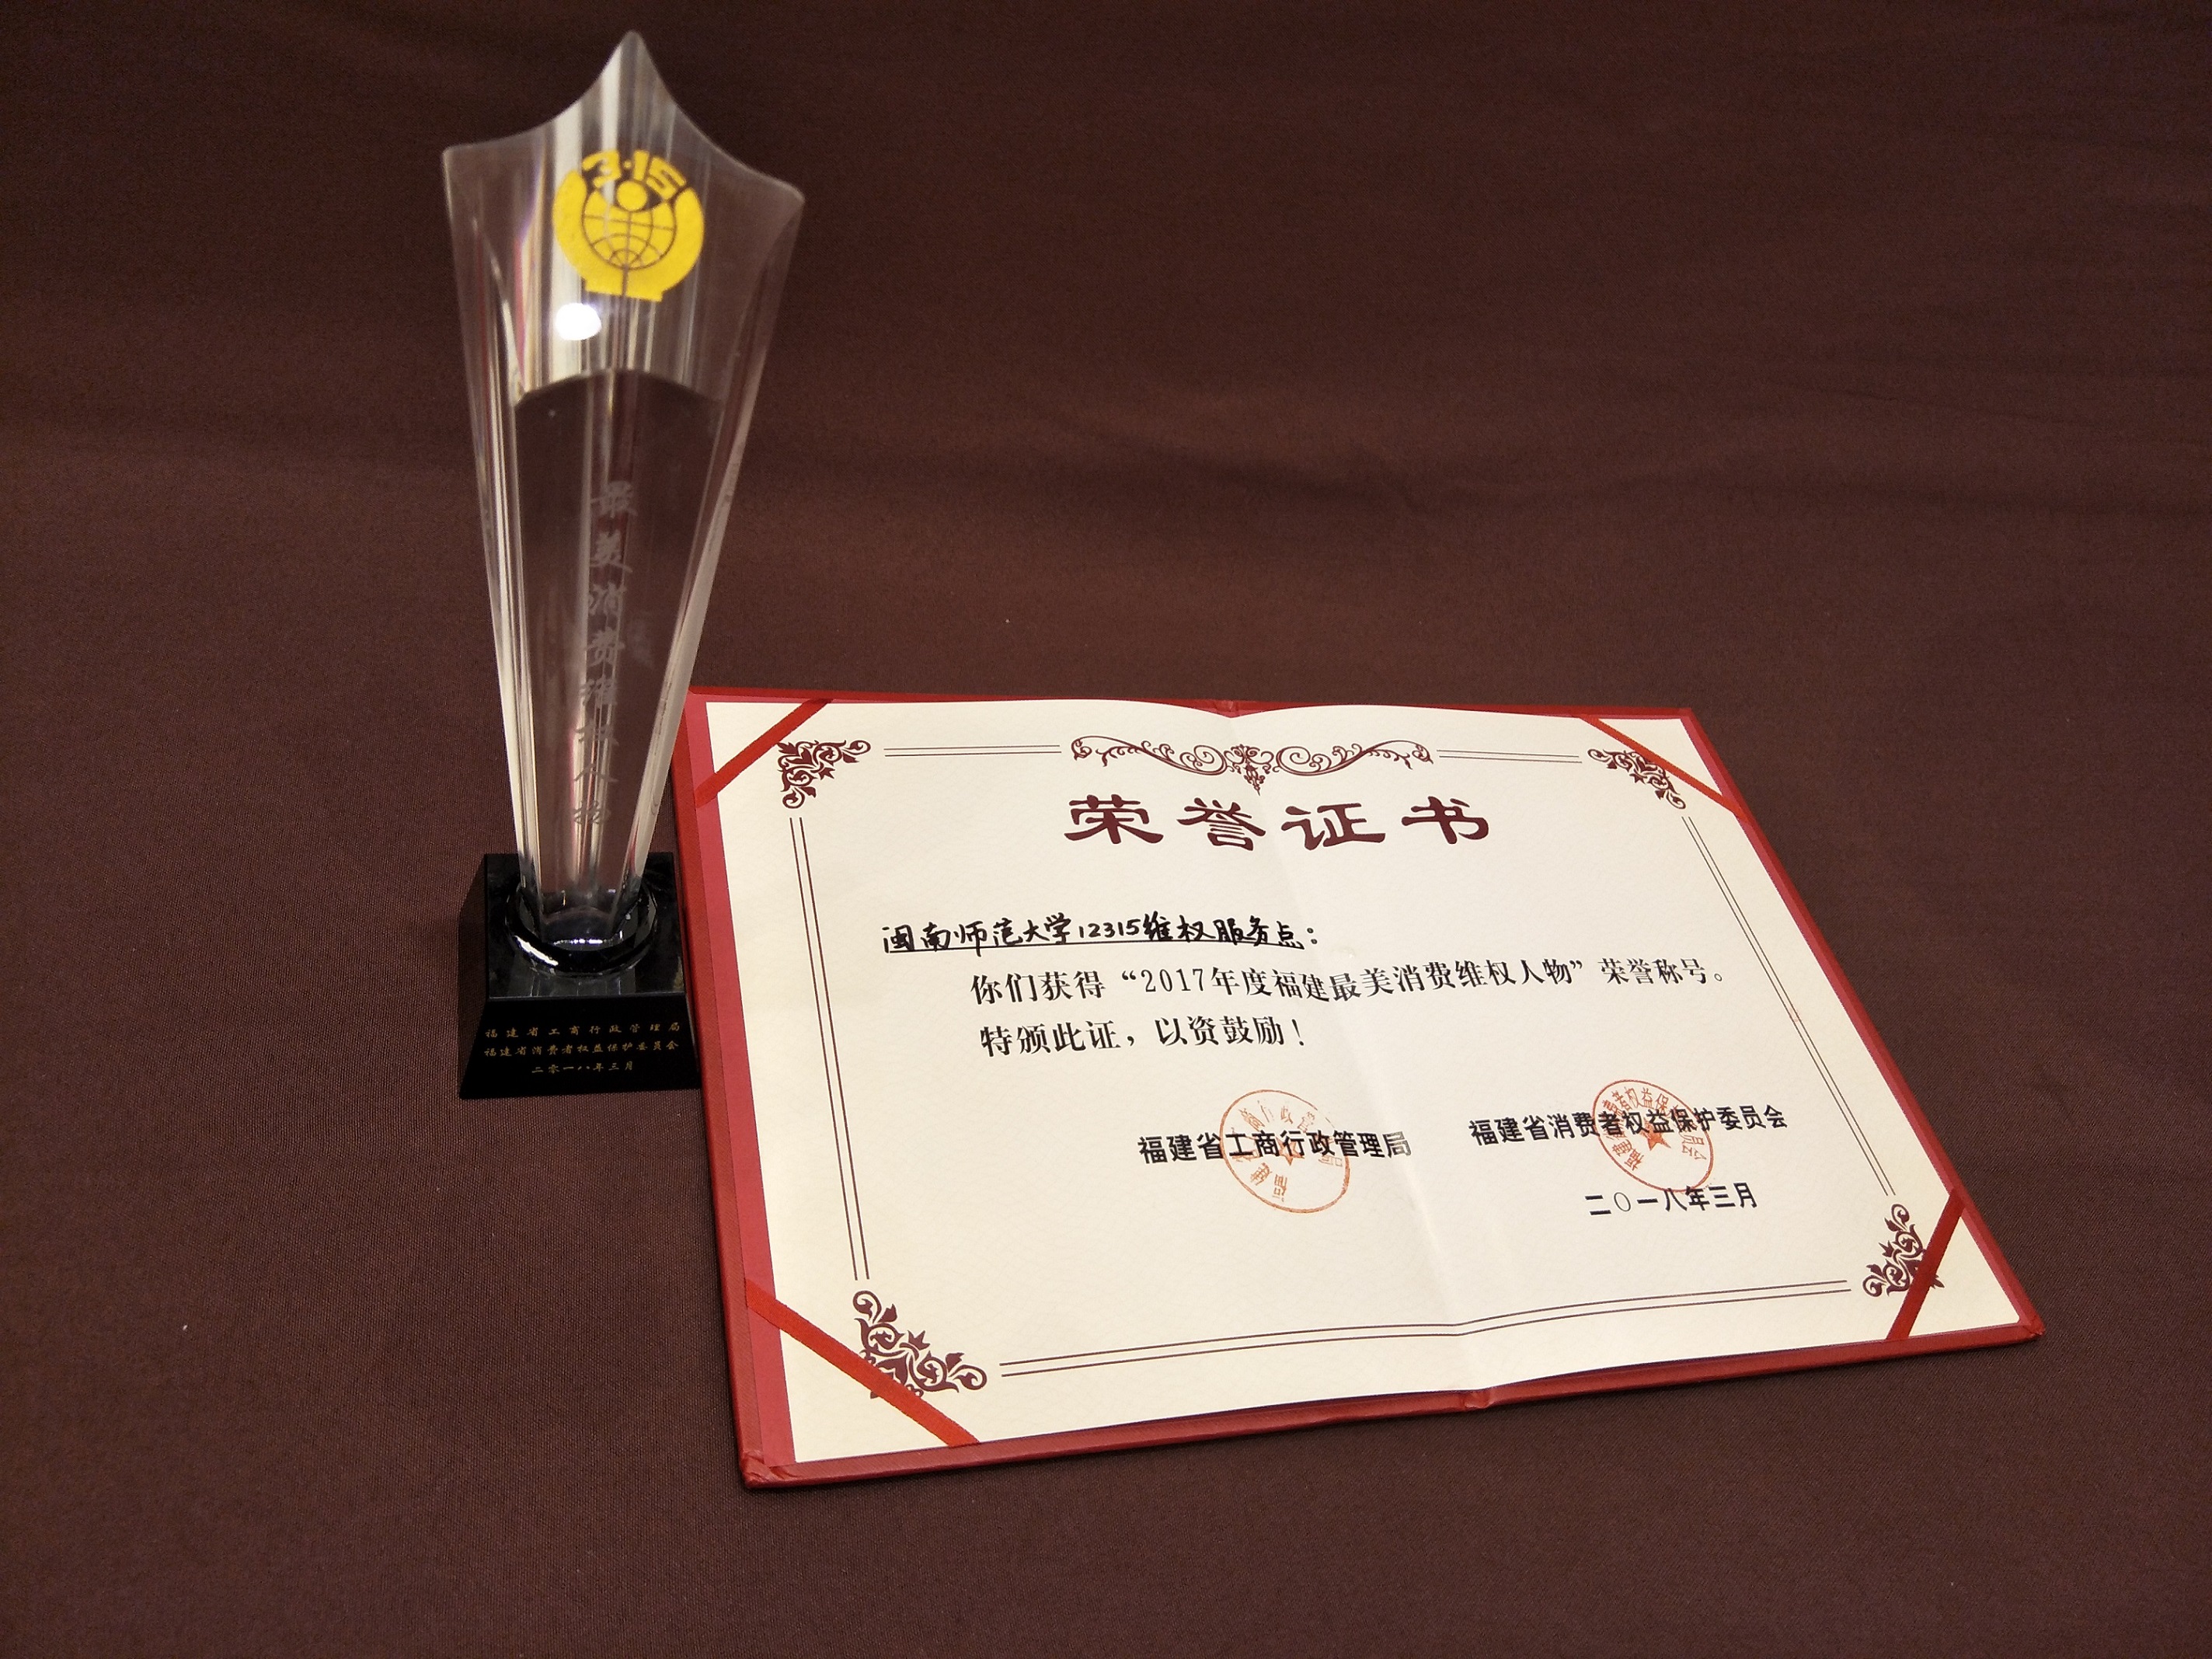 3·15
最美消费维权人物
福建省工商行政管理局
福建省消费者权益保护委员会
二零一八年三月
荣誉证书
闽南师范大学12315维权服务点：
你们获得“2017年度福建最美消费维权人物”荣誉称号。
特颁此证，以资鼓励！
福建省工商行政管理局
福建省消费者权益保护委员会
二〇一八年三月